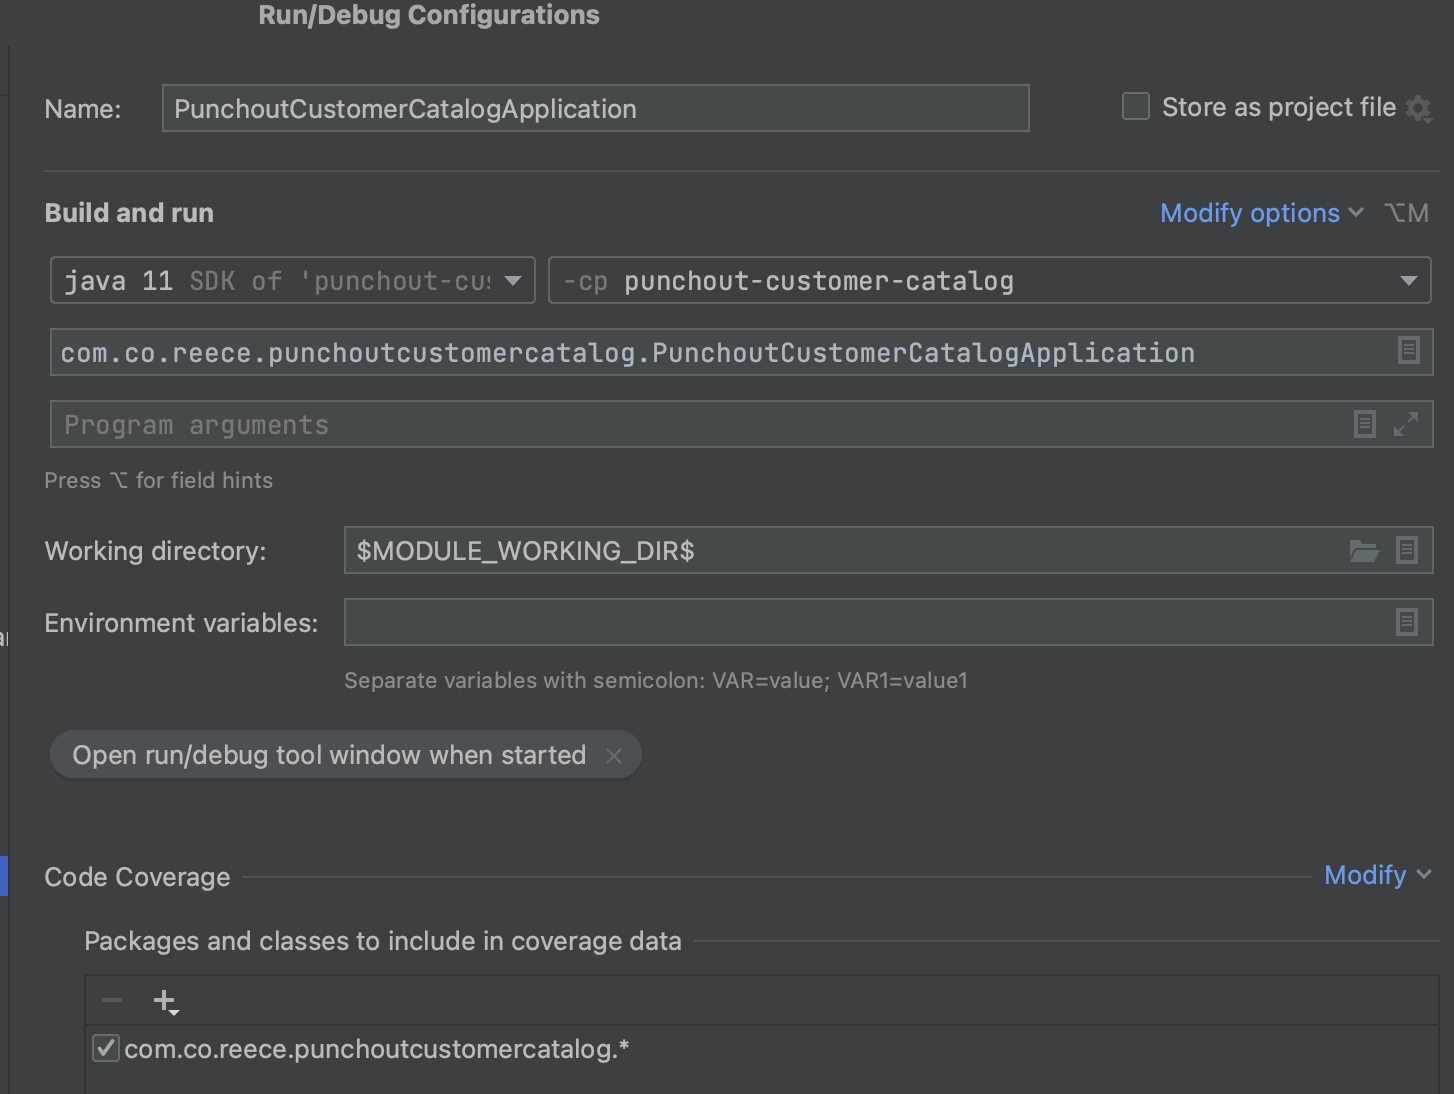 Run/Debug Configurations
Name: PunchoutCustomerCatalogApplication Store as project file
Build and run Modify options ⌥M
java 11 SDK of 'punchout-cu -cp punchout-customer-catalog
com.co.reece.punchoutcustomercatalog.PunchoutCustomerCatalogApplication
Program arguments
Press ⌥ for field hints
Working directory: $MODULE_WORKING_DIR$
Environment variables:
Separate variables with semicolon: VAR=value; VAR1=value1
Open run/debug tool window when started
Code Coverage Modify
Packages and classes to include in coverage data
com.co.reece.punchoutcustomercatalog.*